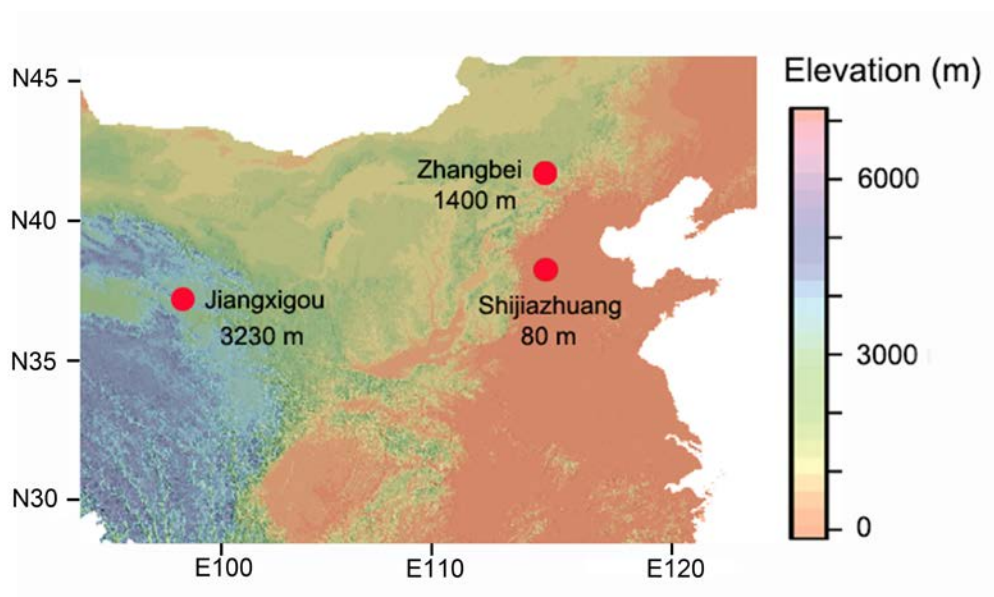 Elevation (m)
N45
Zhangbei
1400 m
6000
N40
Shijiazhuang
80 m
Jiangxigou
3230 m
3000
N35
N30
0
E100
E110
E120